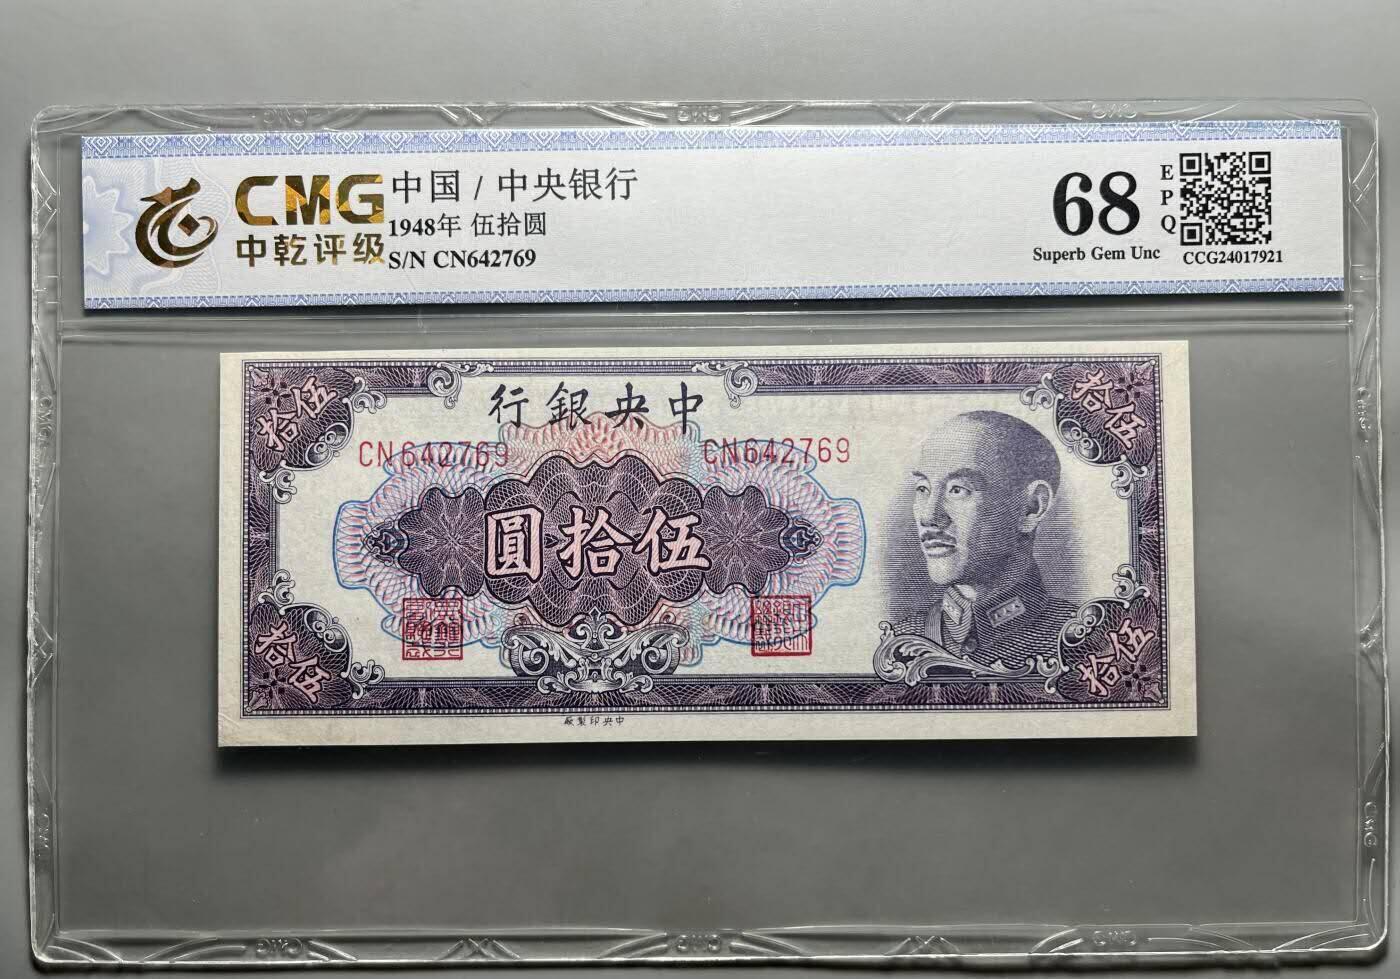 CMG
中乾评级
中国 / 中央银行
1948年 伍拾圆
S/N CN642769
68
EPQ
Superb Gem Unc
CCG24017921
中央銀行
伍拾
伍拾
CN642769
CN642769
伍拾圓
伍拾
伍拾
中央印製廠